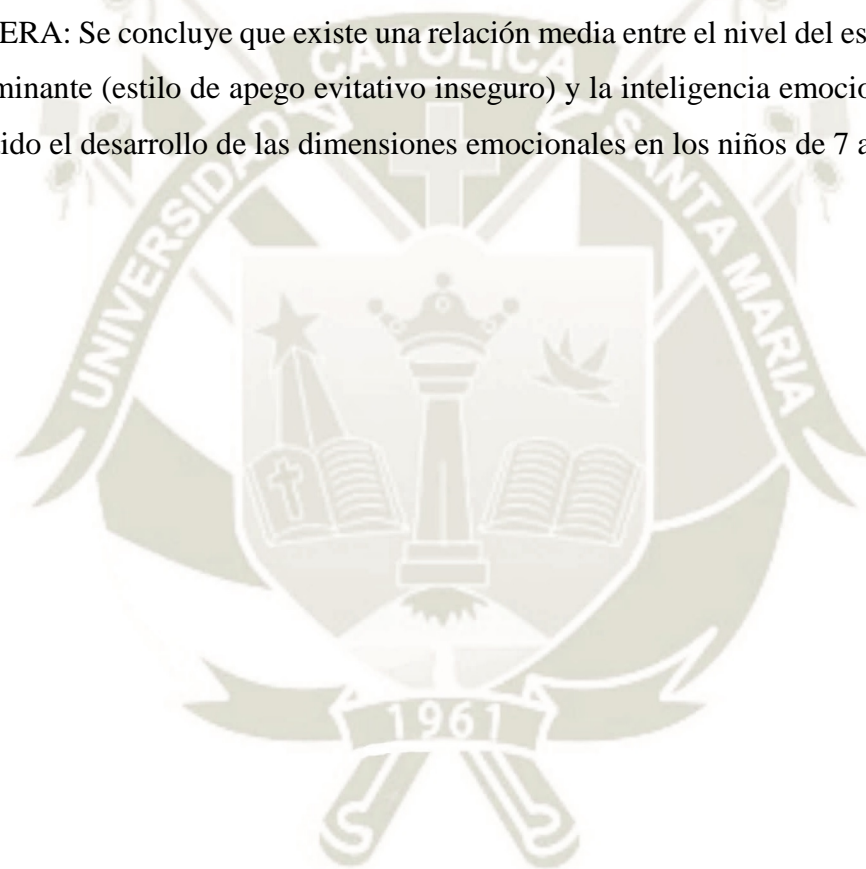 ERA: Se concluye que existe una relación media entre el nivel del es
minante (estilo de apego evitativo inseguro) y la inteligencia emocio
ido el desarrollo de las dimensiones emocionales en los niños de 7 a
UNIVERSIDAD CATOLICA SANTA MARIA
1961